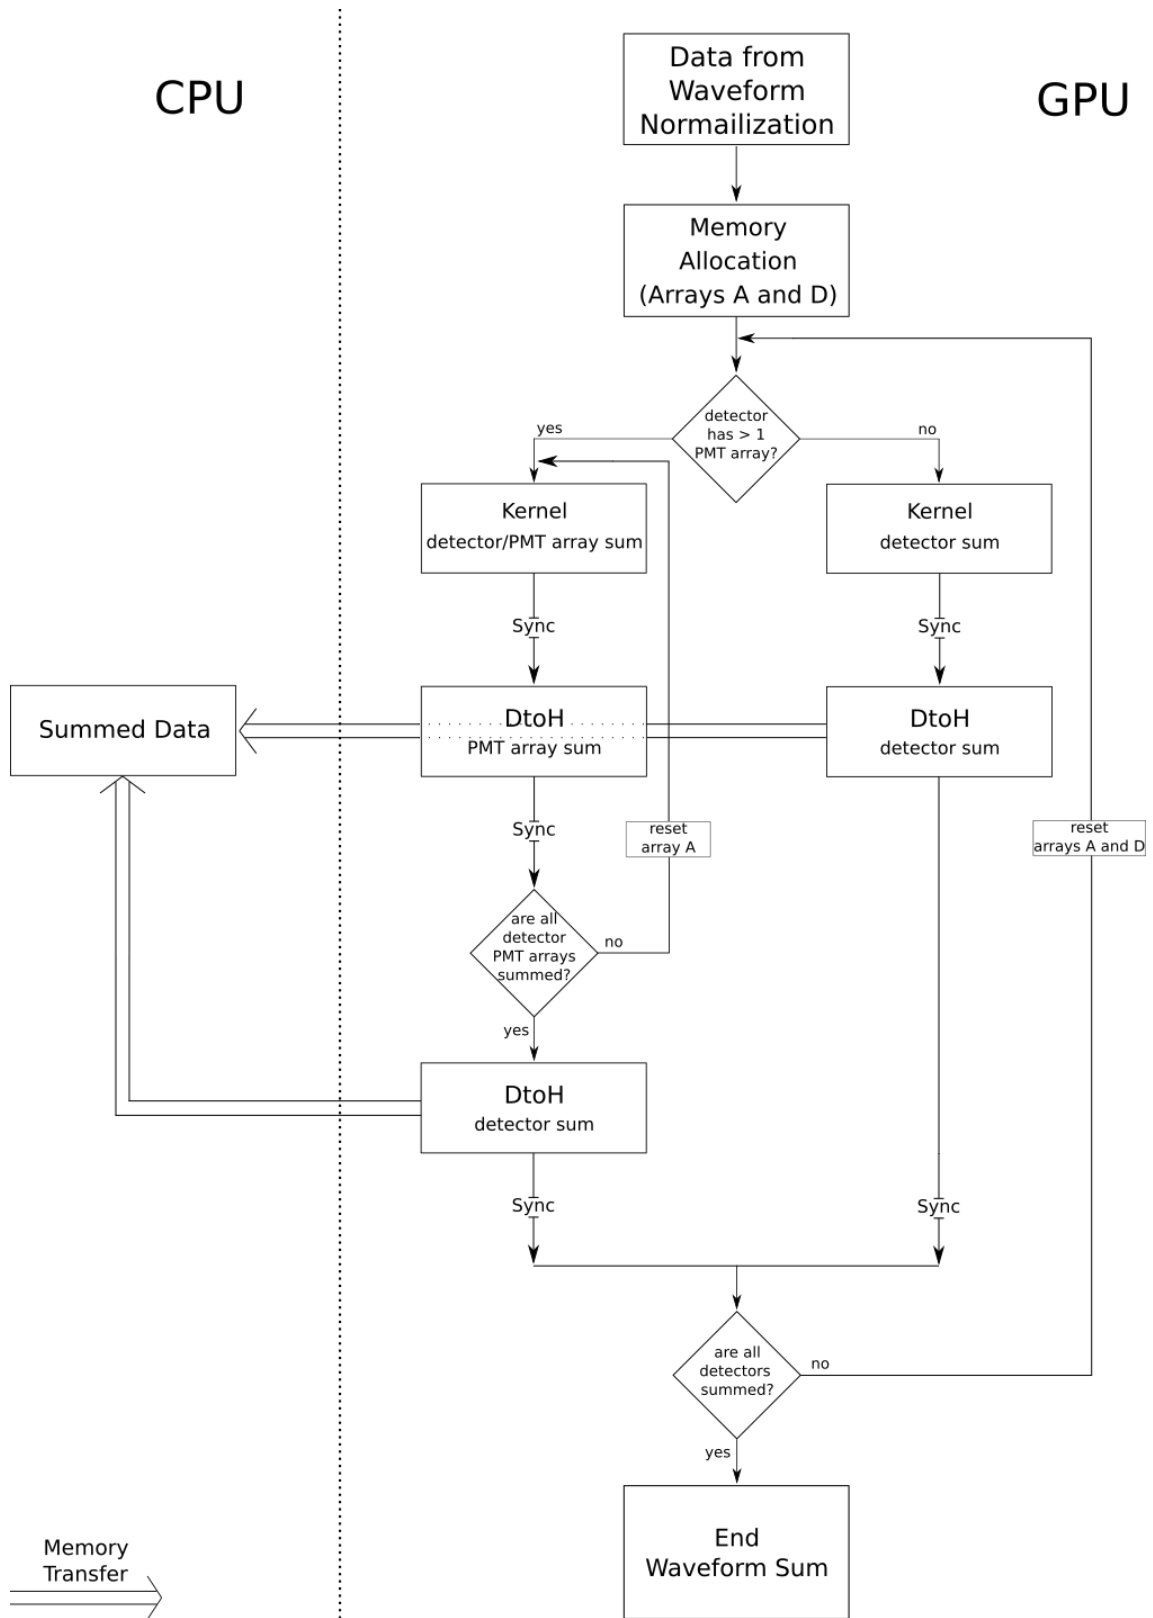 CPU
GPU
Data from
Waveform
Normailization
Memory
Allocation
(Arrays A and D)
detector
has > 1
PMT array?
yes
no
Kernel
detector/PMT array sum
Kernel
detector sum
Sync
Sync
Summed Data
DtoH
PMT array sum
DtoH
detector sum
Sync
reset
array A
reset
arrays A and D
are all
detector
PMT arrays
summed?
no
yes
DtoH
detector sum
Sync
Sync
are all
detectors
summed?
no
yes
End
Waveform Sum
Memory
Transfer